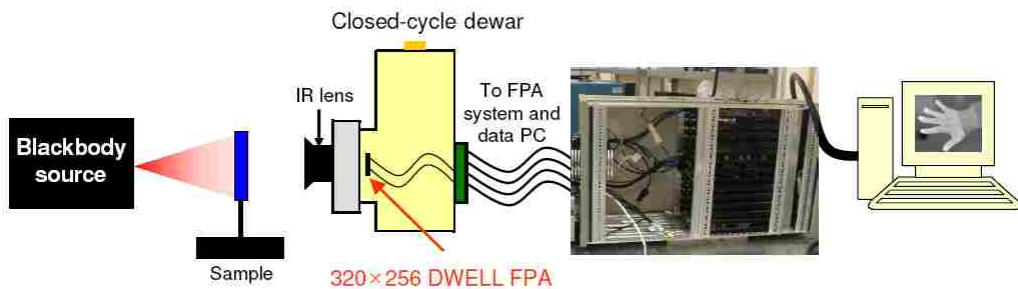 Closed-cycle dewar
IR lens
To FPA
system and
data PC
Blackbody
source
Sample
320×256 DWELL FPA